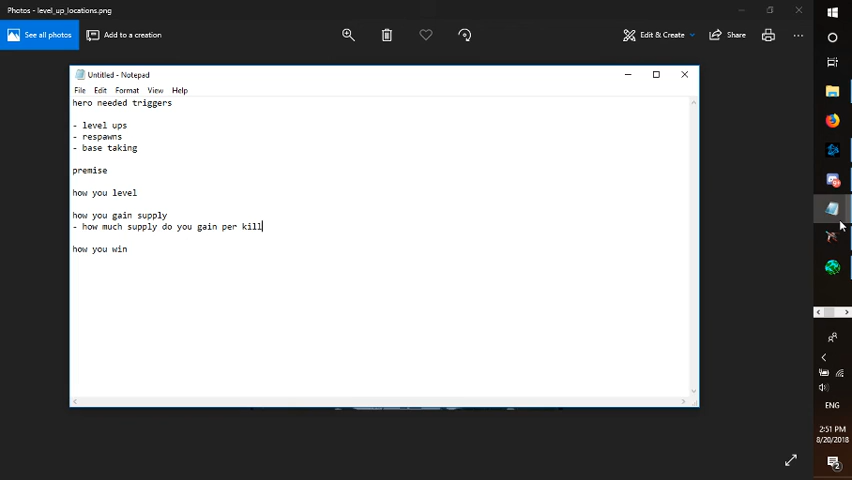 Photos - level_up_locations.png
See all photos
Add to a creation
Edit & Create
Share
Untitled - Notepad
File Edit Format View Help
hero needed triggers
- level ups
- respawns
- base taking
premise
how you level
how you gain supply
- how much supply do you gain per kill
how you win
ENG
2:51 PM
8/20/2018
2